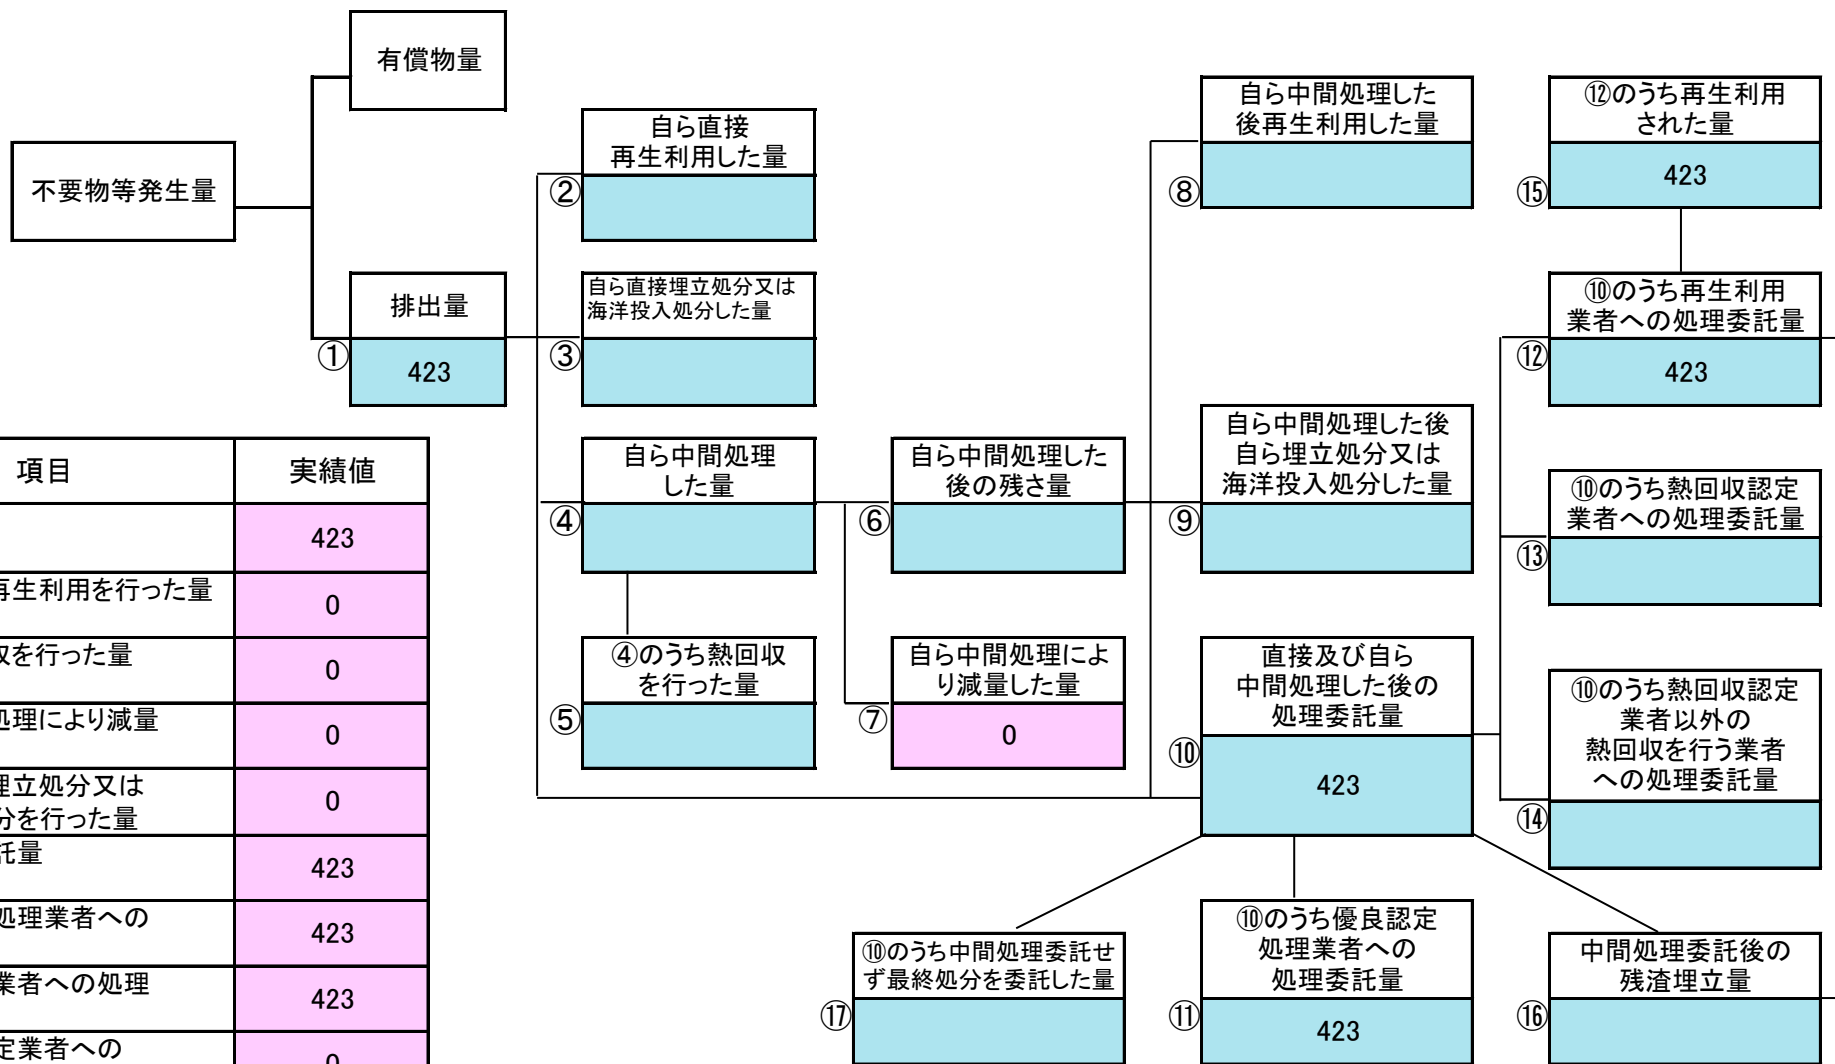 有償物量
不要物等発生量
排出量
①
423
自ら直接
再生利用した量
②
自ら直接埋立処分又は
海洋投入処分した量
③
自ら中間処理
した量
④
④のうち熱回収
を行った量
⑤
自ら中間処理した
後の残さ量
⑥
自ら中間処理によ
り減量した量
⑦
0
自ら中間処理した
後再生利用した量
⑧
自ら中間処理した後
自ら埋立処分又は
海洋投入処分した量
⑨
直接及び自ら
中間処理した後の
処理委託量
⑩
423
⑩のうち優良認定
処理業者への
処理委託量
⑪
423
⑫のうち再生利用
された量
⑮
423
⑩のうち再生利用
業者への処理委託量
⑫
423
⑩のうち熱回収認定
業者への処理委託量
⑬
⑩のうち熱回収認定
業者以外の
熱回収を行う業者
への処理委託量
⑭
中間処理委託後の
残渣埋立量
⑯
⑩のうち中間処理委託せ
ず最終処分を委託した量
⑰
項目 実績値
423
再生利用を行った量 0
収を行った量 0
処理により減量 0
埋立処分又は
分を行った量 0
託量 423
処理業者への 423
業者への処理 423
定業者への 0